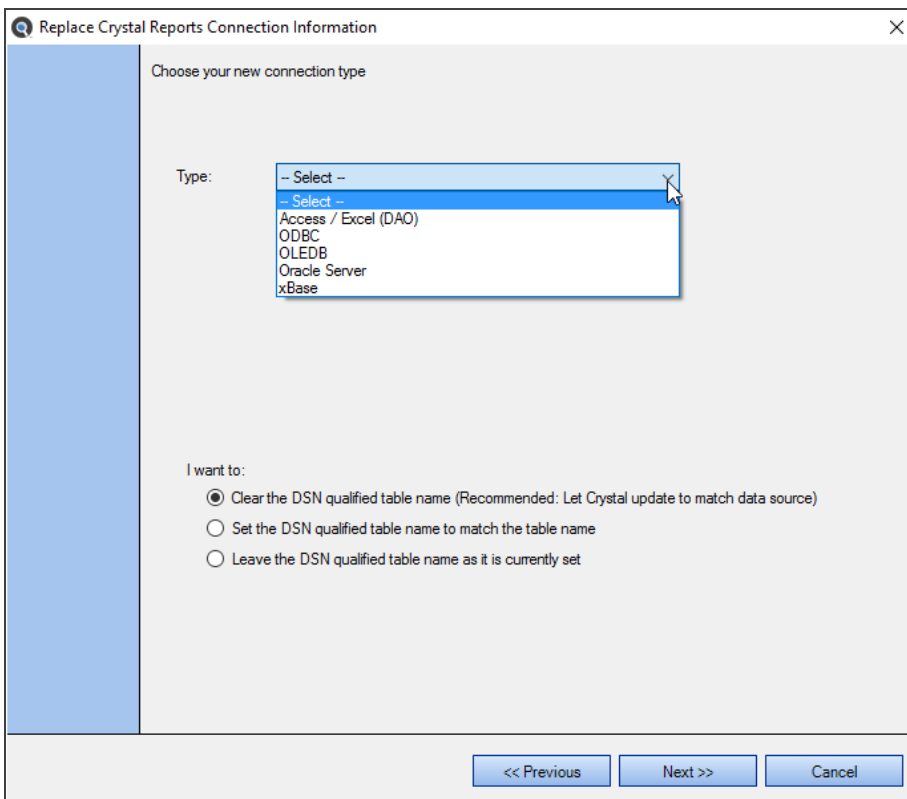 Replace Crystal Reports Connection Information
Choose your new connection type
Type:
-- Select --
-- Select --
Access / Excel (DAO)
ODBC
OLEDB
Oracle Server
xBase
I want to:
Clear the DSN qualified table name (Recommended: Let Crystal update to match data source)
Set the DSN qualified table name to match the table name
Leave the DSN qualified table name as it is currently set
<< Previous
Next >>
Cancel